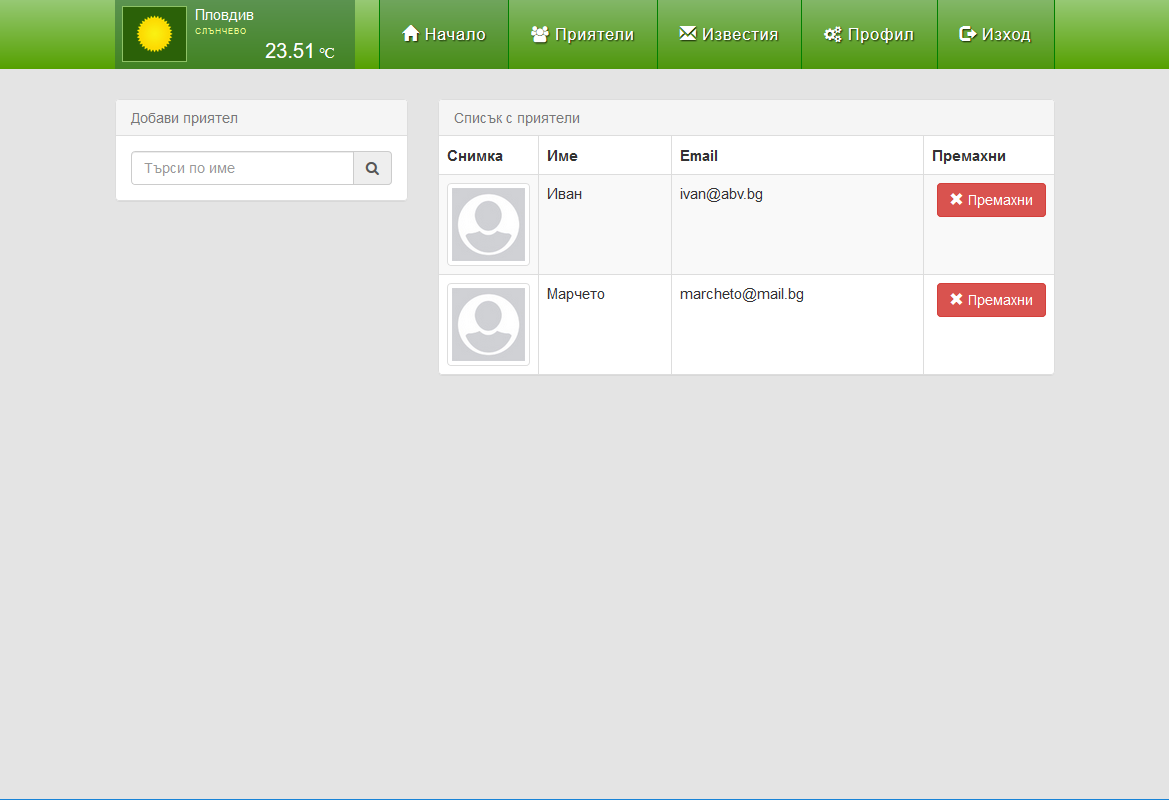 Пловдив
слънчево
23.51 °C
Начало
Приятели
Известия
Профил
Изход
Добави приятел
Търси по име
Списък с приятели
Снимка Име Email Премахни
Иван ivan@abv.bg Премахни
Марчето marcheto@mail.bg Премахни